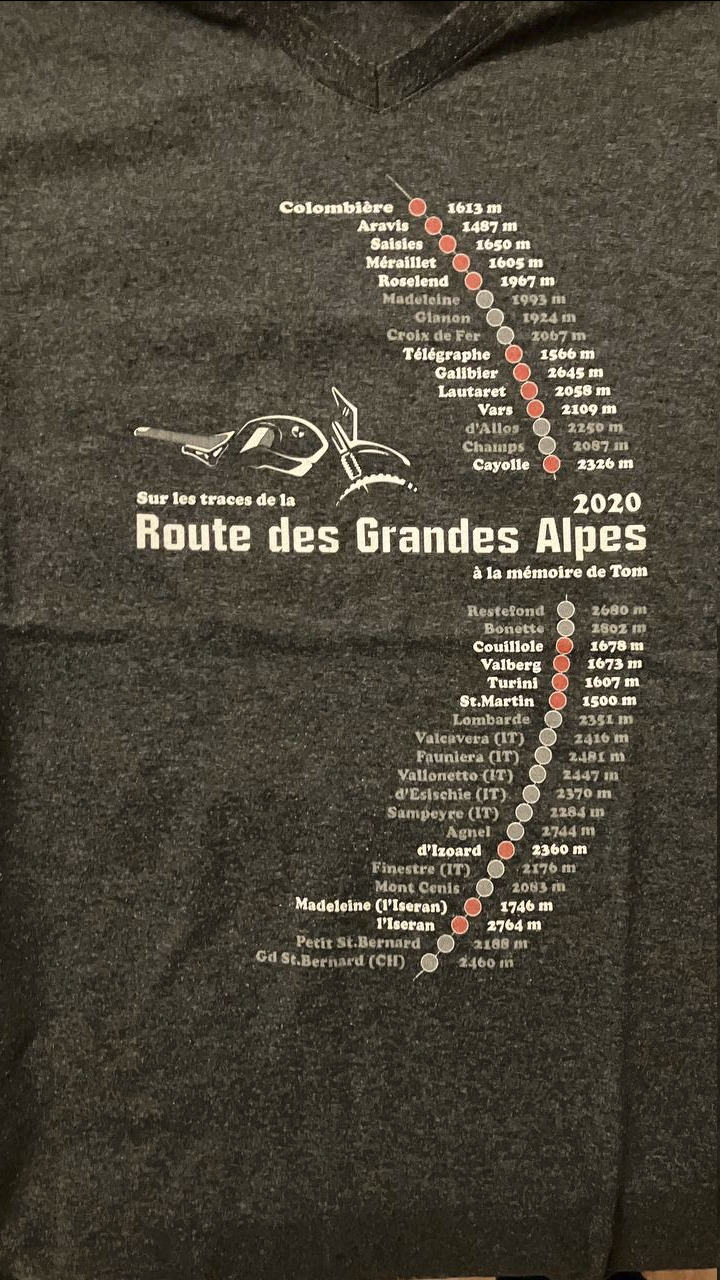 Colombière 1613 m
Aravis 1487 m
Saisies 1650 m
Méraillet 1605 m
Roselend 1967 m
Madeleine 1993 m
Glanon 1924 m
Croix de Fer 2067 m
Télégraphe 1566 m
Galibier 2645 m
Lautaret 2058 m
Vars 2109 m
d'Allos 2250 m
Champs 2087 m
Cayolle 2326 m
Sur les traces de la 2020
Route des Grandes Alpes
à la mémoire de Tom
Restefond 2680 m
Bonette 2802 m
Couillole 1678 m
Valberg 1673 m
Turini 1607 m
St.Martin 1500 m
Lombarde 2351 m
Valcavera (IT) 2416 m
Fauniera (IT) 2481 m
Vallonetto (IT) 2447 m
d'Esischie (IT) 2370 m
Sampeyre (IT) 2284 m
Agnel 2744 m
d'Izoard 2360 m
Finestre (IT) 2176 m
Mont Cenis 2083 m
Madeleine (l'Iseran) 1746 m
l'Iseran 2764 m
Petit St.Bernard 2188 m
Gd St.Bernard (CH) 2460 m